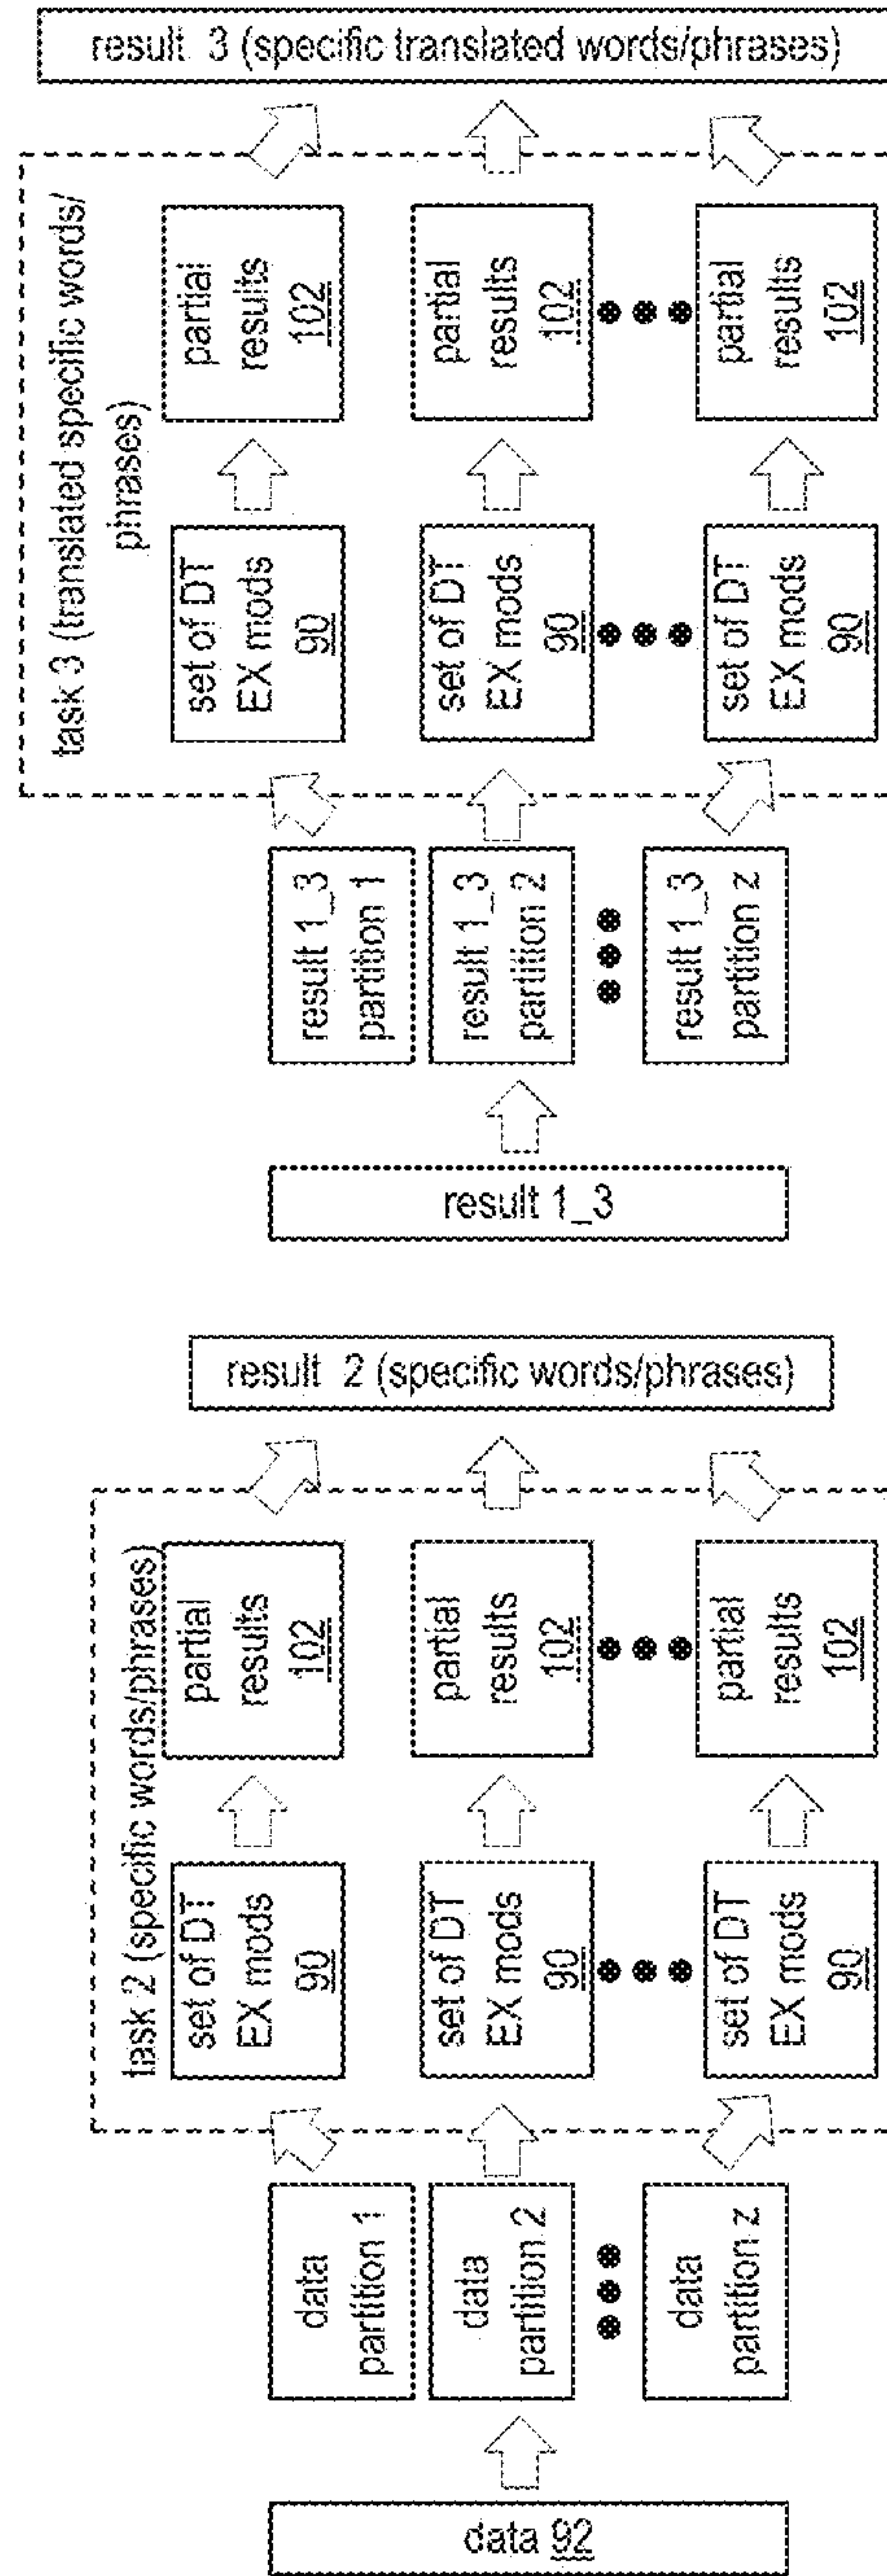 data 92
data
partition 1
data
partition 2
data
partition z
task 2 (specific words/phrases)
set of DT
EX mods
90
set of DT
EX mods
90
set of DT
EX mods
90
partial
results
102
partial
results
102
partial
results
102
result 2 (specific words/phrases)
result 1_3
result 1_3
partition 1
result 1_3
partition 2
result 1_3
partition z
task 3 (translated specific words/
phrases)
set of DT
EX mods
90
set of DT
EX mods
90
set of DT
EX mods
90
partial
results
102
partial
results
102
partial
results
102
result 3 (specific translated words/phrases)